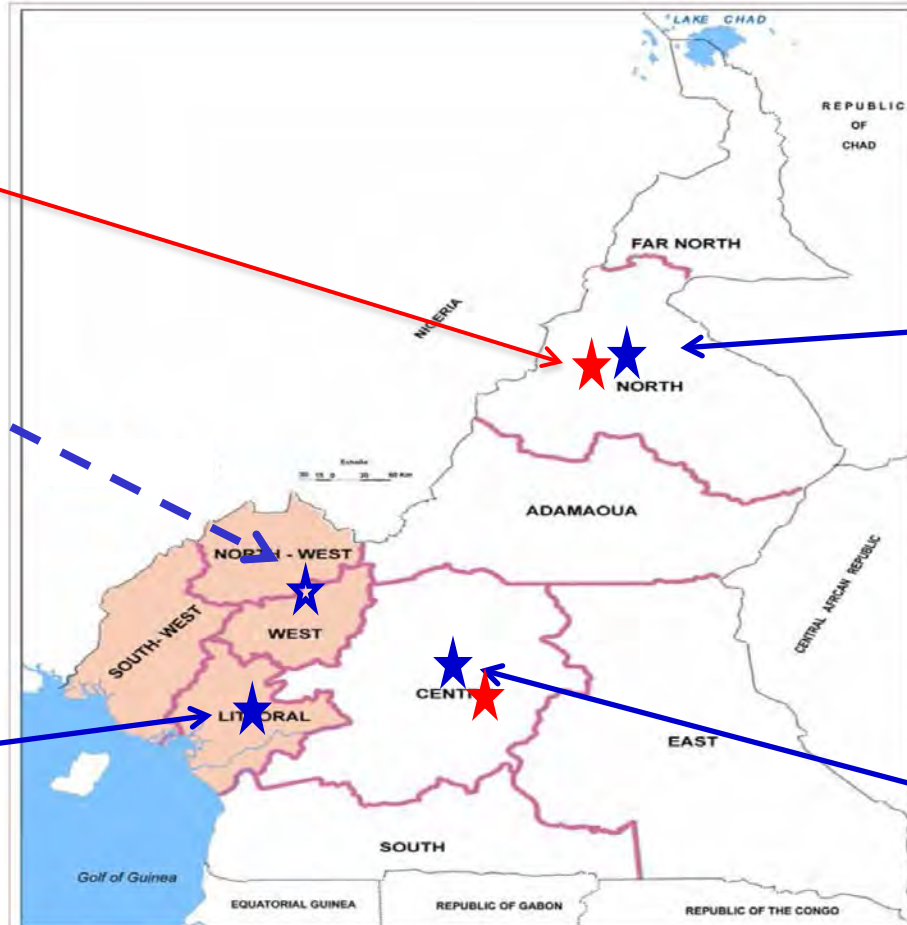 LAKE CHAD
REPUBLIC
OF
CHAD
FAR NORTH
NIGERIA
NORTH
Echelle
ADAMAOUA
NORTH - WEST
CENTRAL AFRICAN REPUBLIC
WEST
SOUTH- WEST
LITTORAL
EAST
SOUTH
Golf of Guinea
EQUATORIAL GUINEA
REPUBLIC OF GABON
REPUBLIC OF THE CONGO